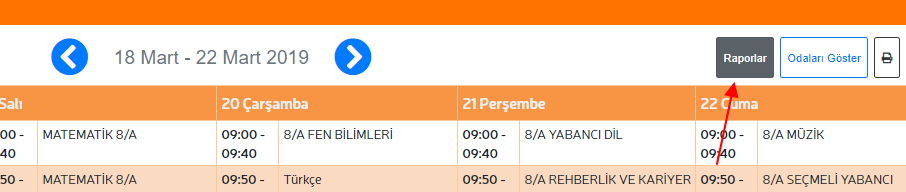 18 Mart - 22 Mart 2019
Raporlar
Odaları Göster
Salı
20 Çarşamba
21 Perşembe
22 Cuma
00 -
40
MATEMATİK 8/A
09:00 -
09:40
8/A FEN BİLİMLERİ
09:00 -
09:40
8/A YABANCI DİL
09:00 -
09:40
8/A MÜZİK
50 -
MATEMATİK 8/A
09:50 -
Türkçe
09:50 -
8/A REHBERLİK VE KARİYER
09:50 -
8/A SEÇMELİ YABANCI